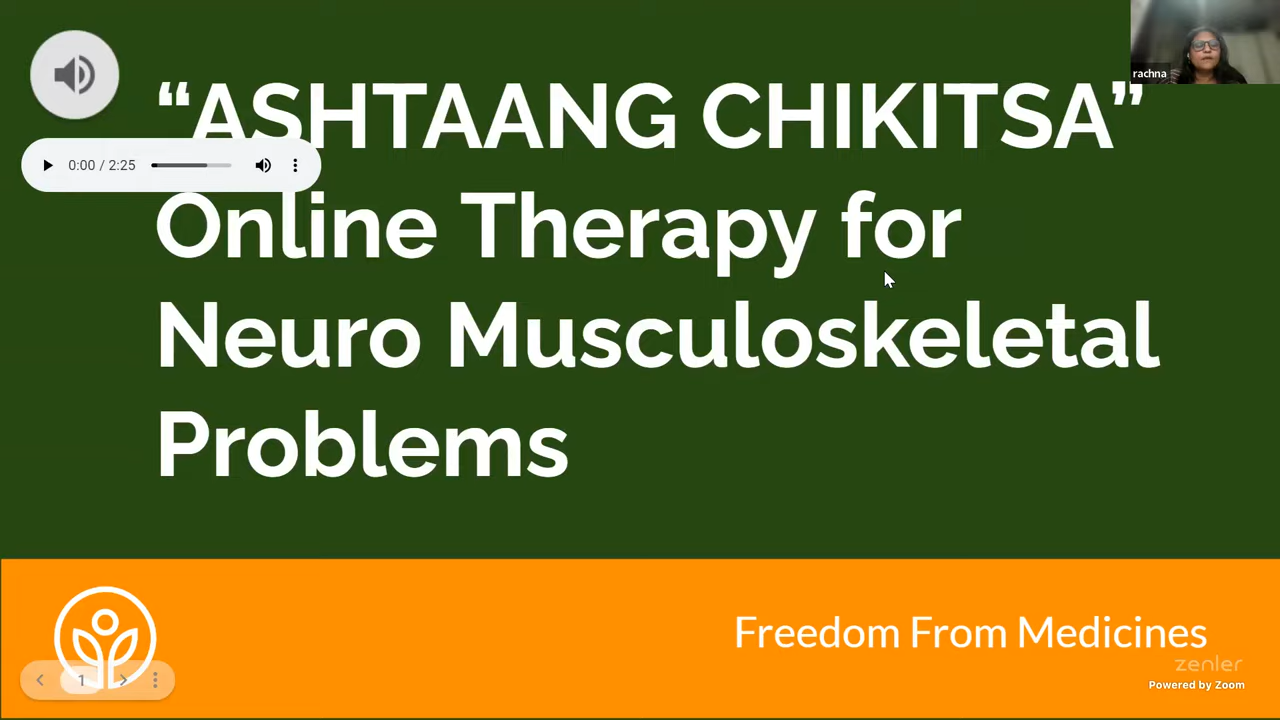 rachna
“ASHTAANG CHIKITSA”
0:00 / 2:25
Online Therapy for
Neuro Musculoskeletal
Problems
Freedom From Medicines
zenler
Powered by Zoom
1